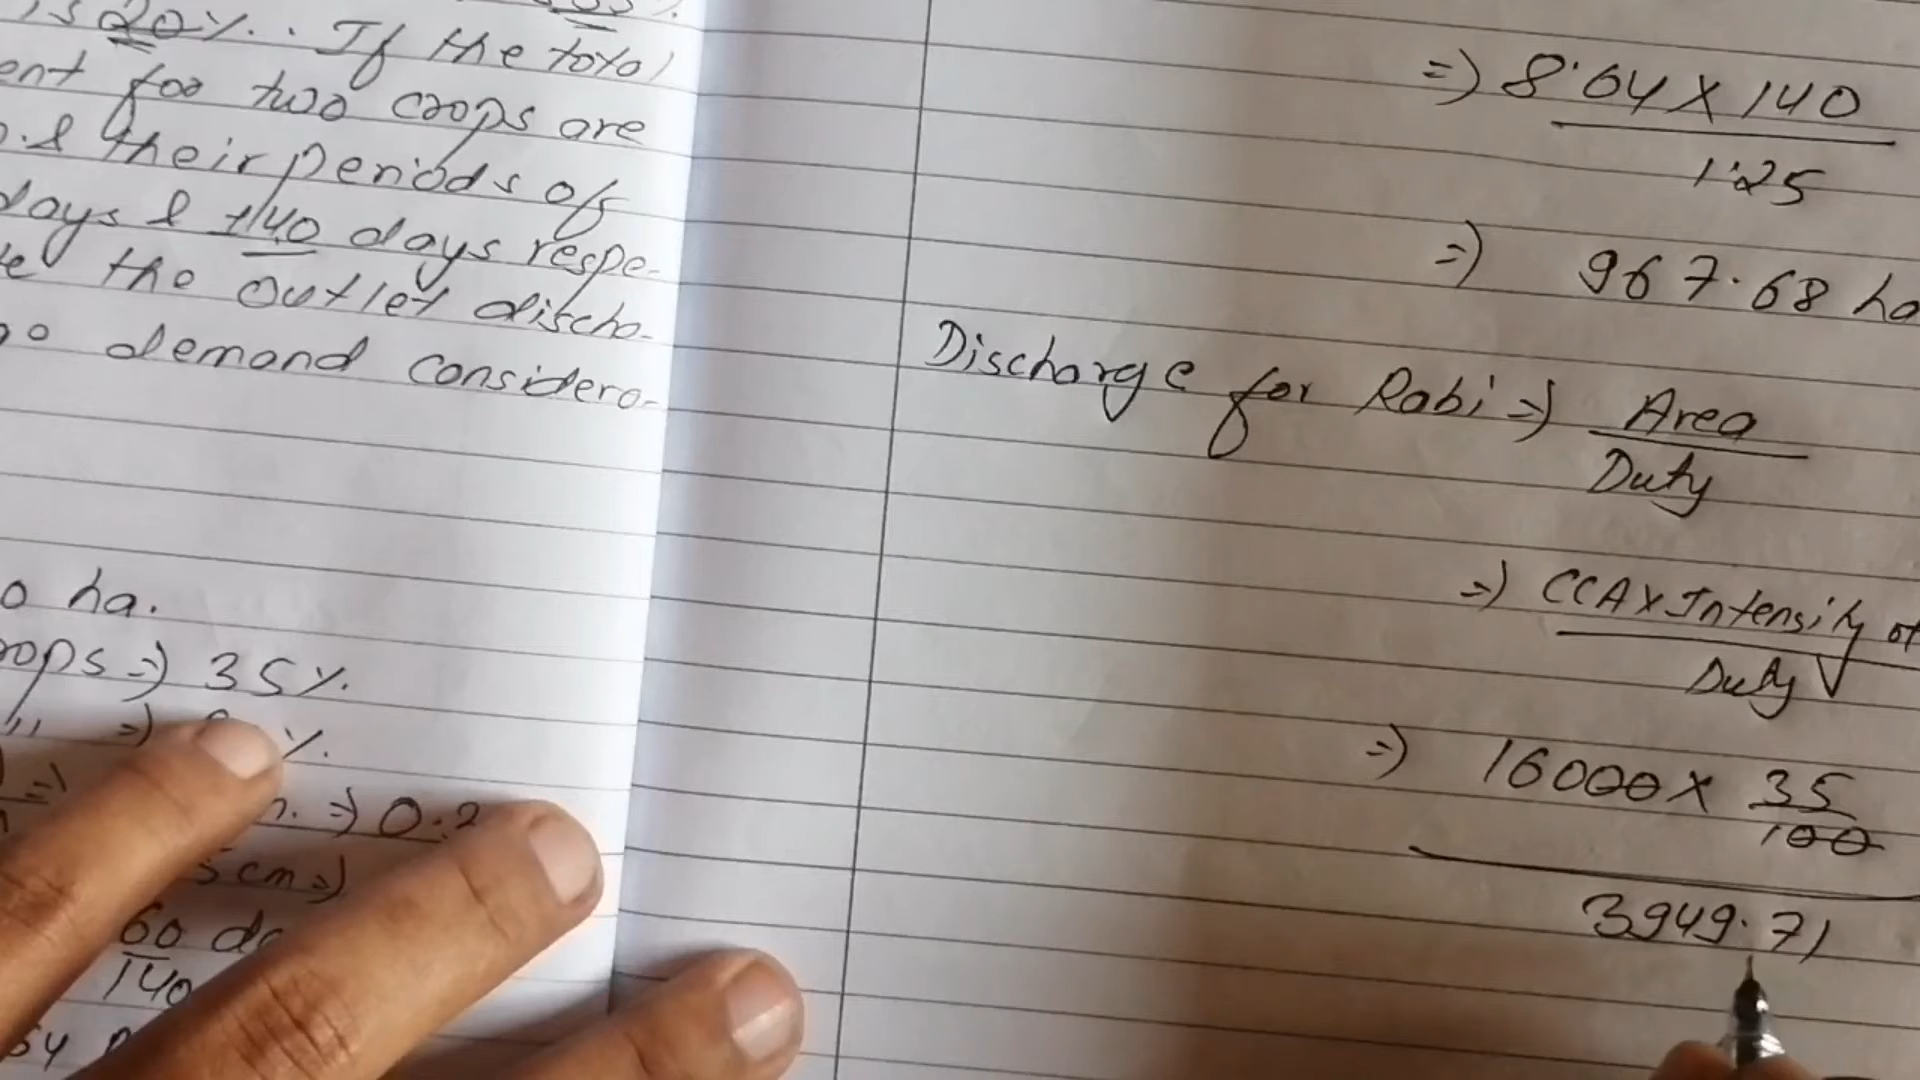 is 20%. If the total
for two crops are
& their periods of
days & 140 days respe-
the outlet discha-
demand considera-
0 ha.
=) 35%.
" =) %.
=) 0.2
5cm =)
60
140
=) 8.64 X 140
1.25
=) 967.68 ha
Discharge for Rabi =) Area
Duty
=) CCA X Intensity of
Duty
=) 16000 X 35
100
3949.71